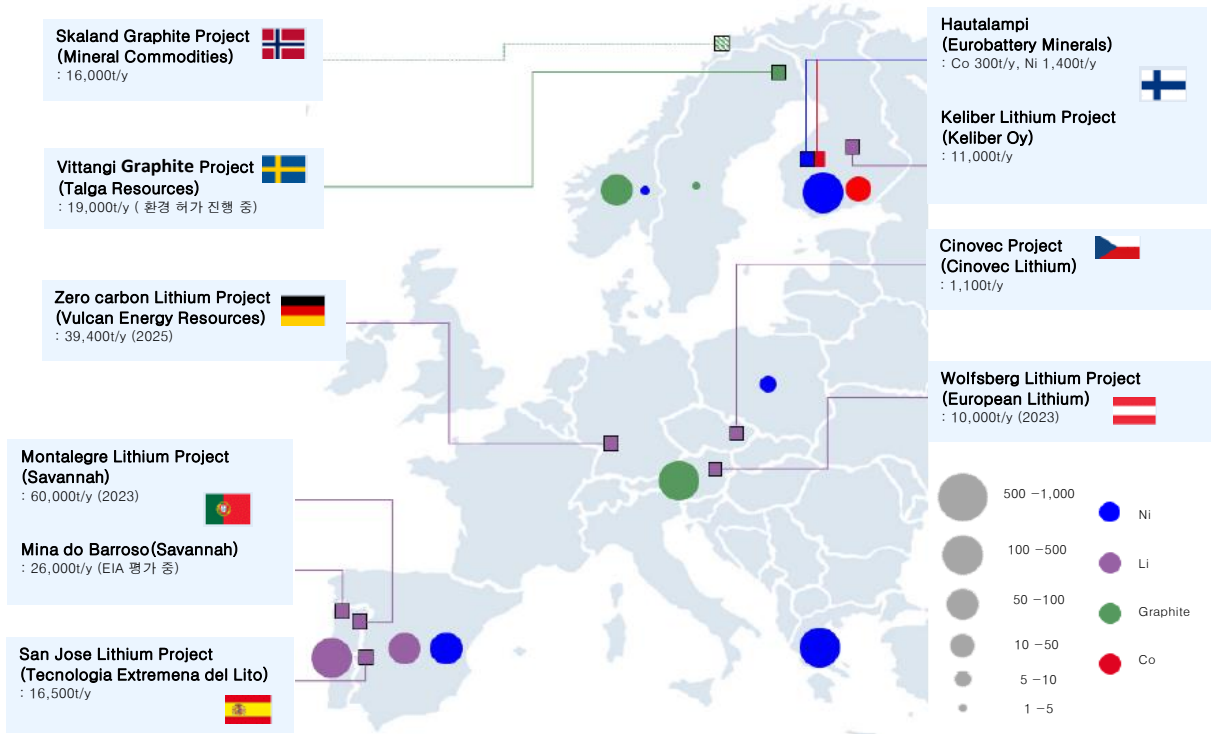 Skaland Graphite Project
(Mineral Commodities)
: 16,000t/y
Vittangi Graphite Project
(Talga Resources)
: 19,000t/y ( 환경 허가 진행 중)
Zero carbon Lithium Project
(Vulcan Energy Resources)
: 39,400t/y (2025)
Montalegre Lithium Project
(Savannah)
: 60,000t/y (2023)
Mina do Barroso(Savannah)
: 26,000t/y (EIA 평가 중)
San Jose Lithium Project
(Tecnologia Extremena del Lito)
: 16,500t/y
Hautalampi
(Eurobattery Minerals)
: Co 300t/y, Ni 1,400t/y
Keliber Lithium Project
(Keliber Oy)
: 11,000t/y
Cinovec Project
(Cinovec Lithium)
: 1,100t/y
Wolfsberg Lithium Project
(European Lithium)
: 10,000t/y (2023)
500 −1,000
100 −500
50 −100
10 −50
5 −10
1 −5
Ni
Li
Graphite
Co